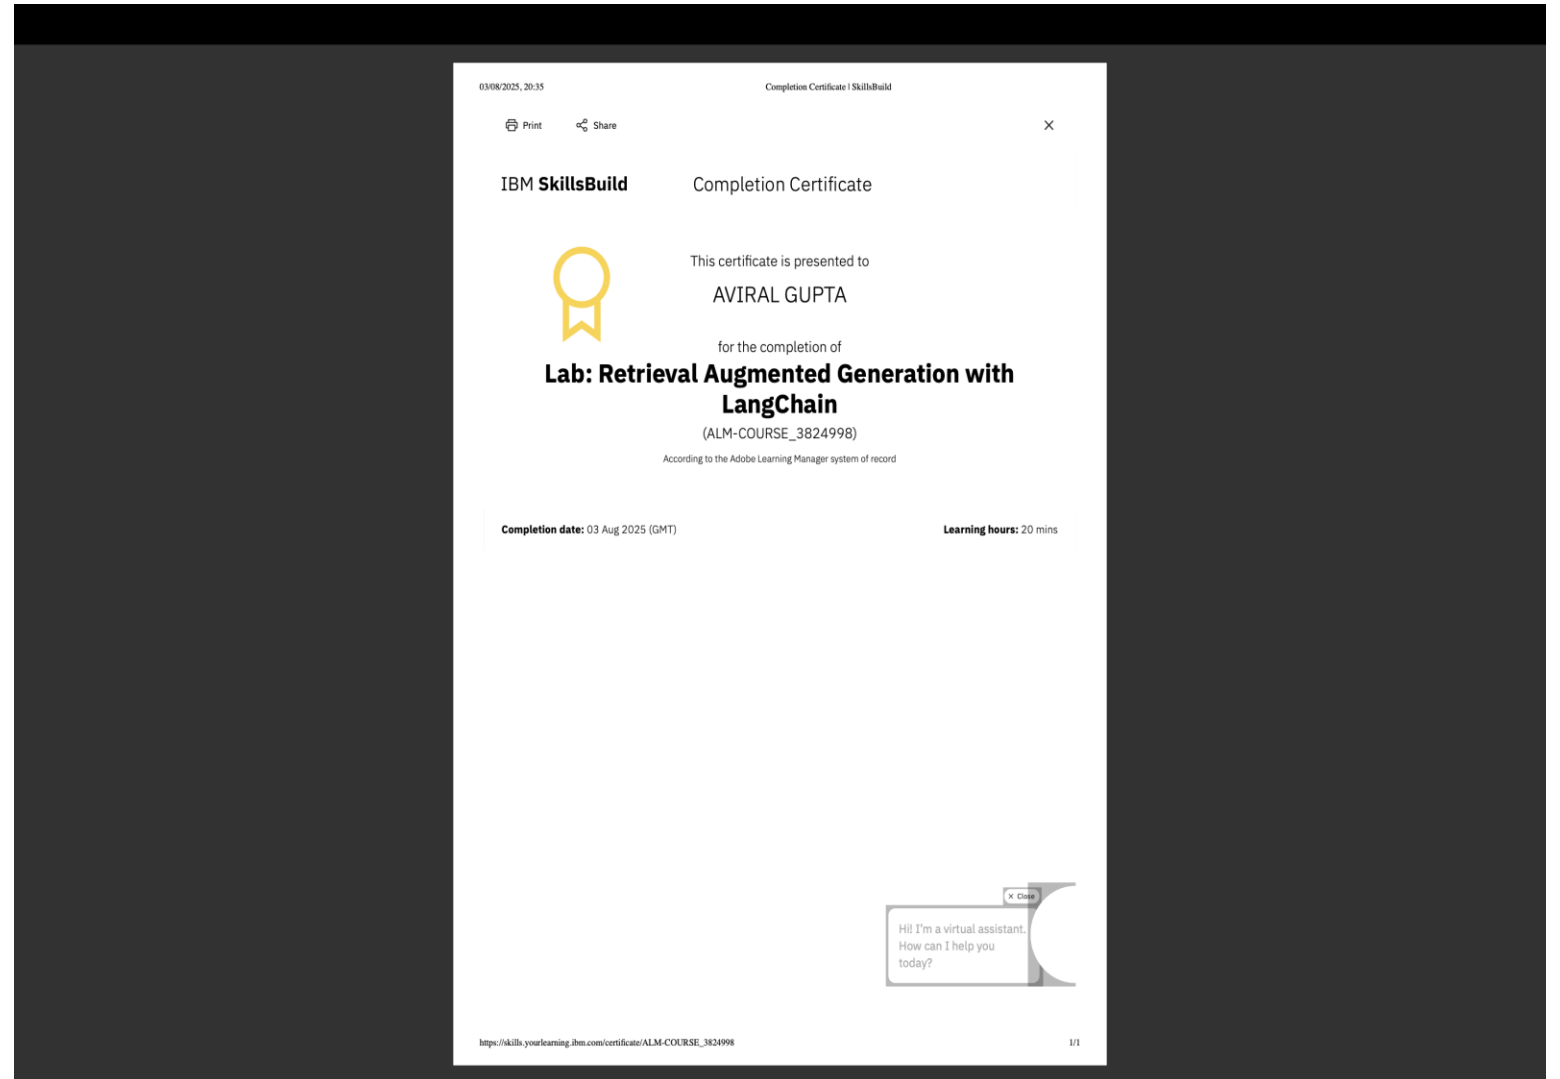 03/08/2025, 20:35 Completion Certificate | SkillsBuild
Print Share
IBM SkillsBuild Completion Certificate
This certificate is presented to
AVIRAL GUPTA
for the completion of
Lab: Retrieval Augmented Generation with
LangChain
(ALM-COURSE_3824998)
According to the Adobe Learning Manager system of record
Completion date: 03 Aug 2025 (GMT) Learning hours: 20 mins
× Close
Hi! I'm a virtual assistant.
How can I help you
today?
https://skills.yourlearning.ibm.com/certificate/ALM-COURSE_3824998 1/1